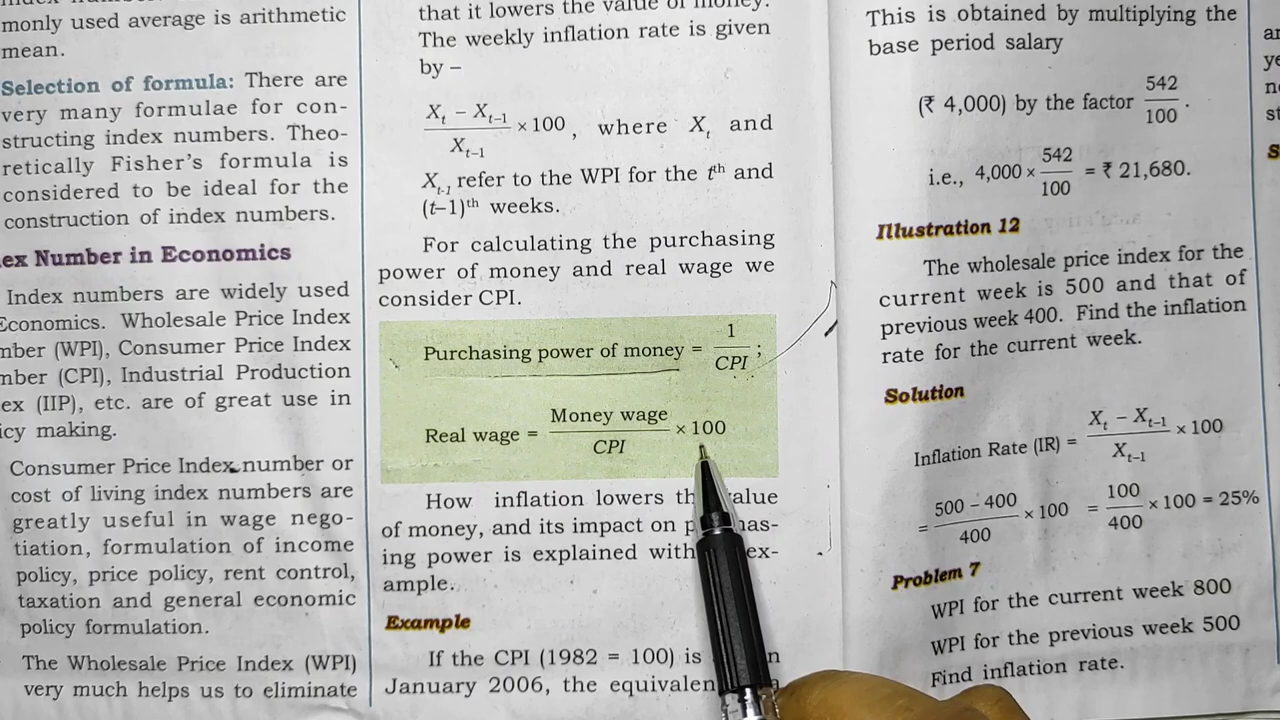 monly used average is arithmetic
mean.
Selection of formula: There are
very many formulae for con-
structing index numbers. Theo-
retically Fisher's formula is
considered to be ideal for the
construction of index numbers.
Number in Economics
Index numbers are widely used
Economics. Wholesale Price Index
(WPI), Consumer Price Index
(CPI), Industrial Production
(IIP), etc. are of great use in
making.
Consumer Price Index number or
cost of living index numbers are
greatly useful in wage nego-
tiation, formulation of income
policy, price policy, rent control,
taxation and general economic
policy formulation.
The Wholesale Price Index (WPI)
very much helps us to eliminate
that it lowers the value of money.
The weekly inflation rate is given
by –
(X_t – X_{t–1}) / X_{t–1} × 100, where X_t and
X_{t-1} refer to the WPI for the t^th and
(t–1)^th weeks.
For calculating the purchasing
power of money and real wage we
consider CPI.
Purchasing power of money = 1 / CPI ;
Real wage = Money wage / CPI × 100
How inflation lowers
of money, and its impact on
ing power is explained with
ample.
Example
If the CPI (1982 = 100) is
January 2006, the
This is obtained by multiplying the
base period salary
(₹ 4,000) by the factor 542 / 100 .
i.e., 4,000 × 542 / 100 = ₹ 21,680.
Illustration 12
The wholesale price index for the
current week is 500 and that of
previous week 400. Find the inflation
rate for the current week.
Solution
Inflation Rate (IR) = (X_t – X_{t–1}) / X_{t–1} × 100
= (500 – 400) / 400 × 100 = 100 / 400 × 100 = 25%
Problem 7
WPI for the current week 800
WPI for the previous week 500
Find inflation rate.